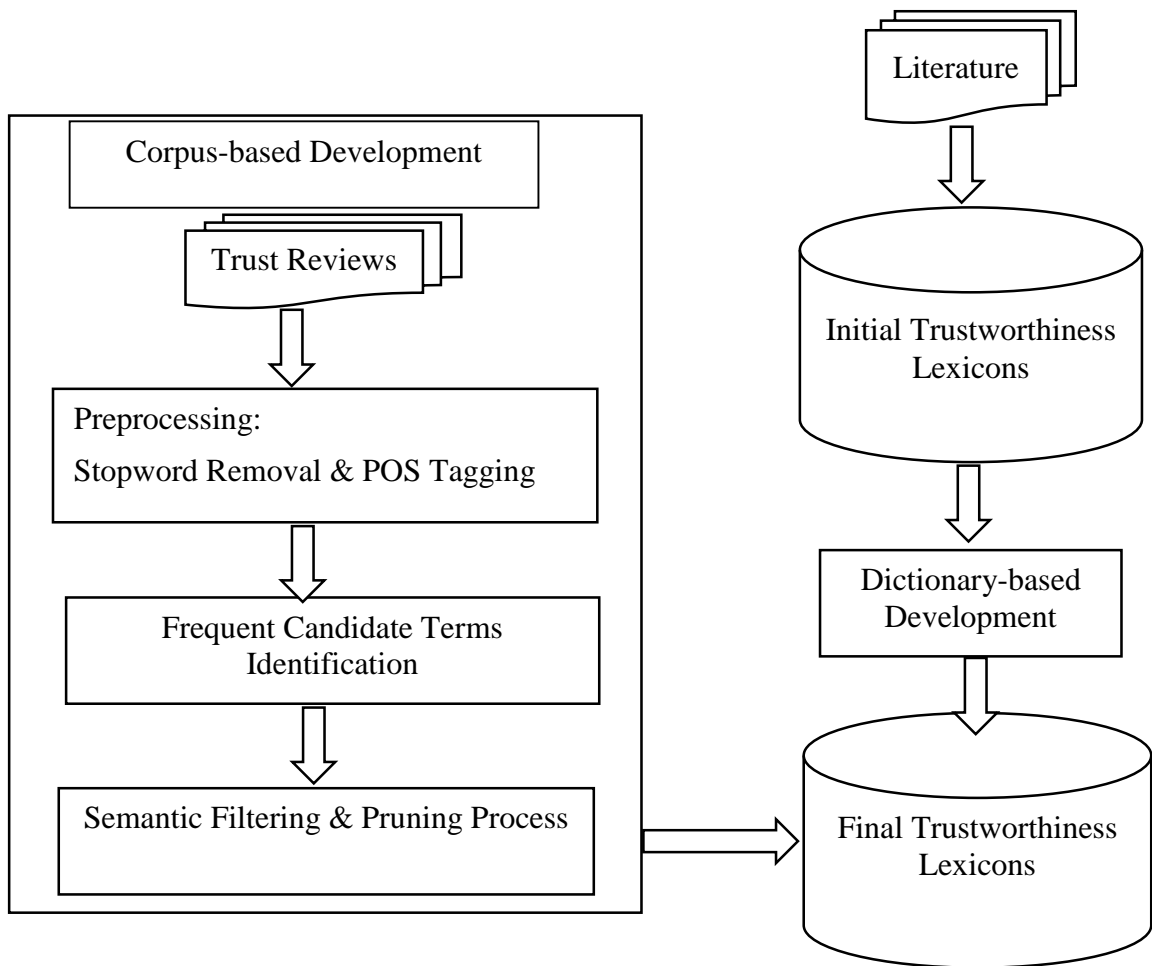 Literature
Corpus-based Development
Trust Reviews
Preprocessing:
Stopword Removal & POS Tagging
Frequent Candidate Terms
Identification
Semantic Filtering & Pruning Process
Initial Trustworthiness
Lexicons
Dictionary-based
Development
Final Trustworthiness
Lexicons